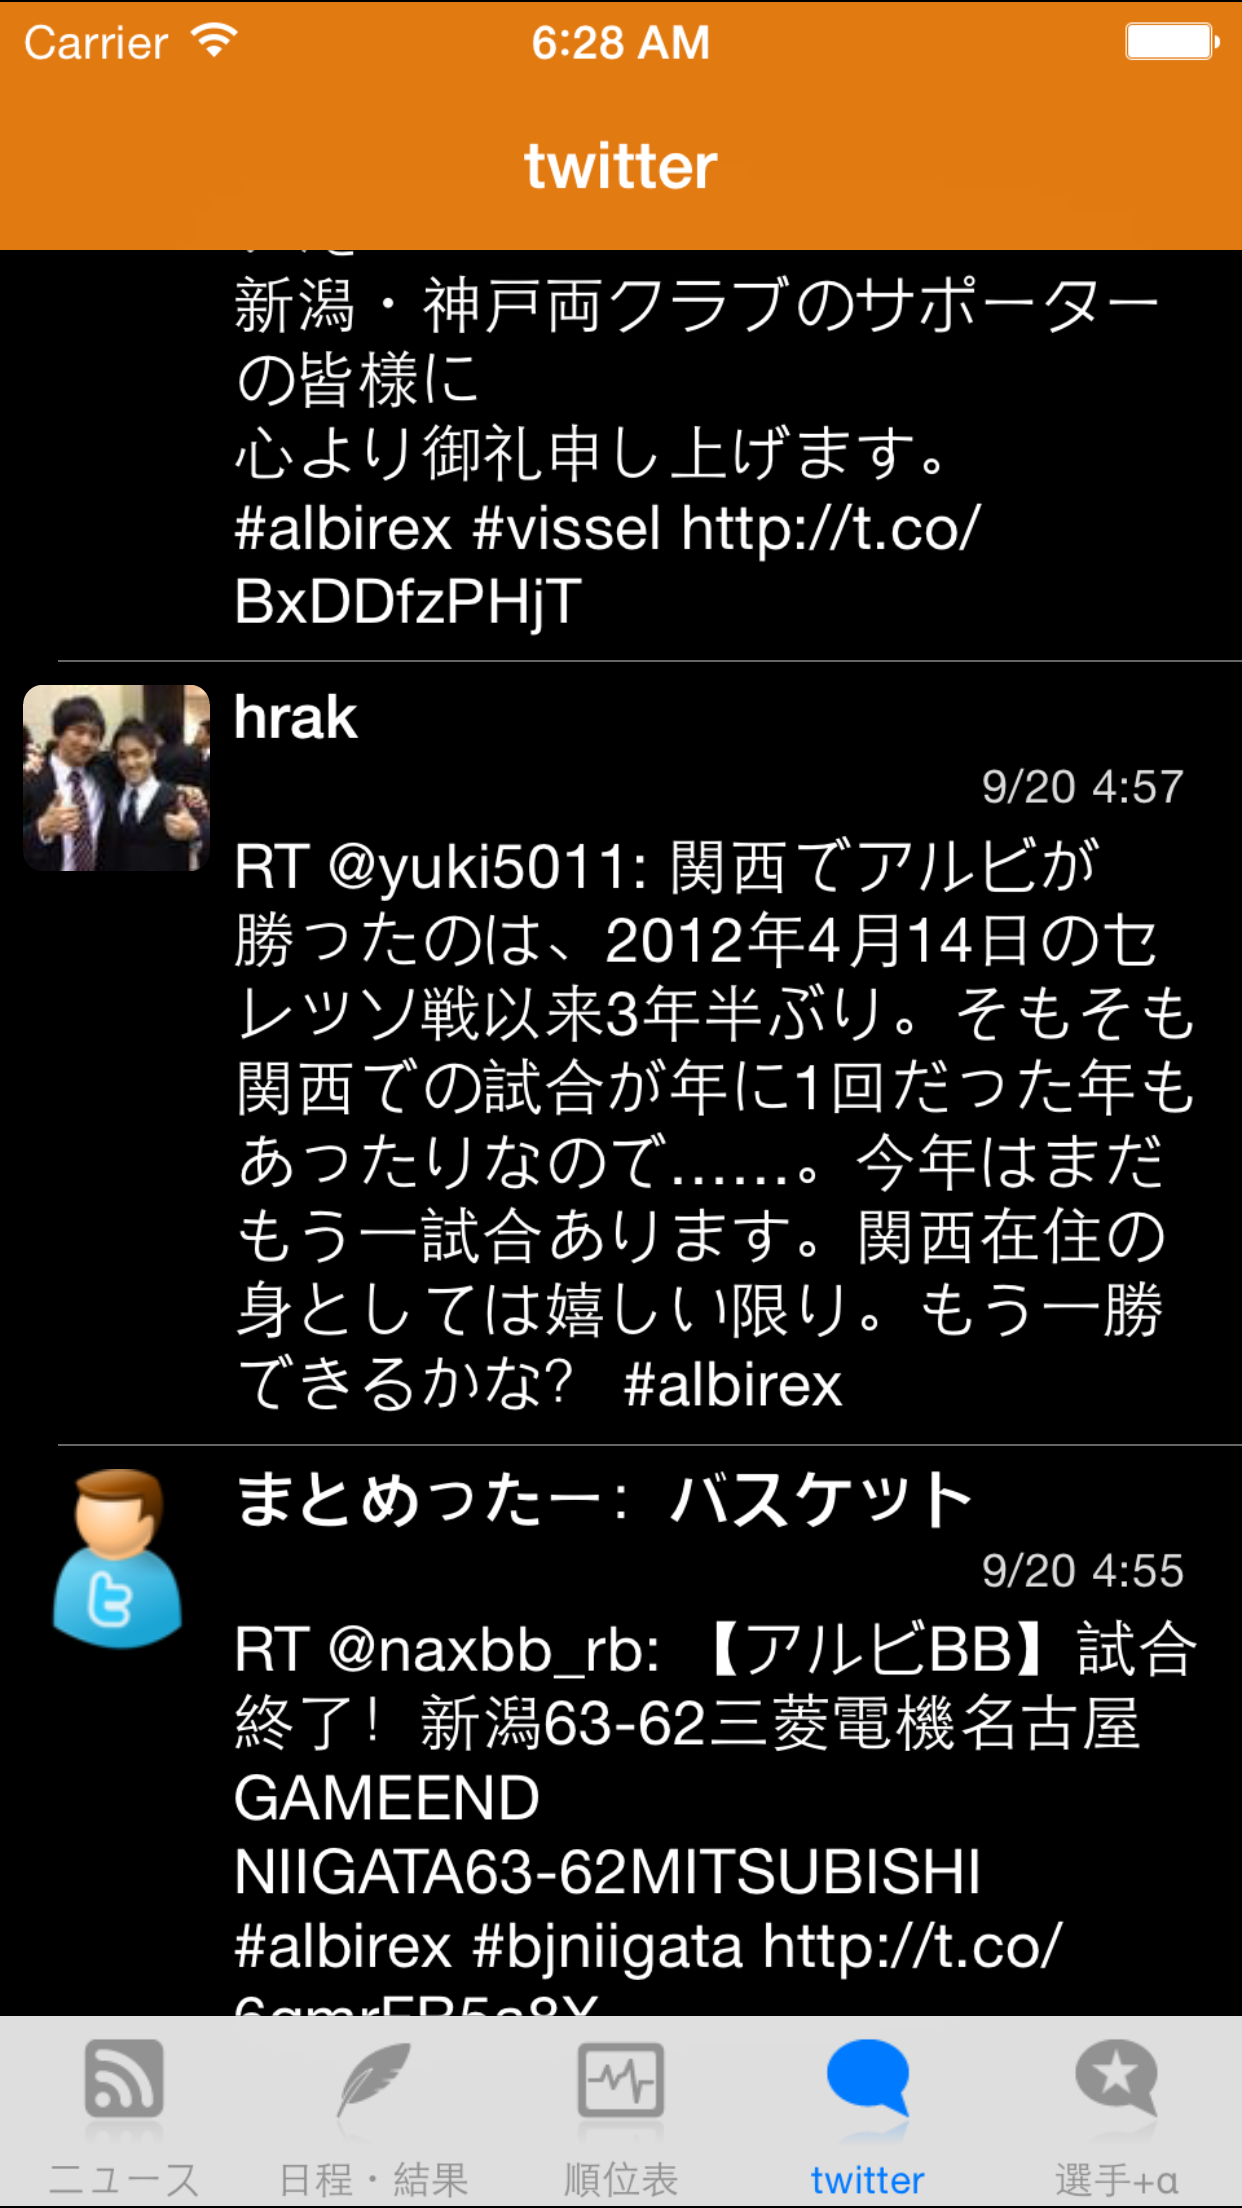 Carrier 6:28 AM
twitter
新潟・神戸両クラブのサポーター
の皆様に
心より御礼申し上げます。
#albirex #vissel http://t.co/
BxDDfzPHjT
hrak
9/20 4:57
RT @yuki5011: 関西でアルビが
勝ったのは、2012年4月14日のセ
レッソ戦以来3年半ぶり。そもそも
関西での試合が年に1回だった年も
あったりなので……。今年はまだ
もう一試合あります。関西在住の
身としては嬉しい限り。もう一勝
できるかな？ #albirex
まとめったー：バスケット
9/20 4:55
RT @naxbb_rb: 【アルビBB】試合
終了！新潟63-62三菱電機名古屋
GAMEEND
NIIGATA63-62MITSUBISHI
#albirex #bjniigata http://t.co/
ニュース 日程・結果 順位表 twitter 選手+α